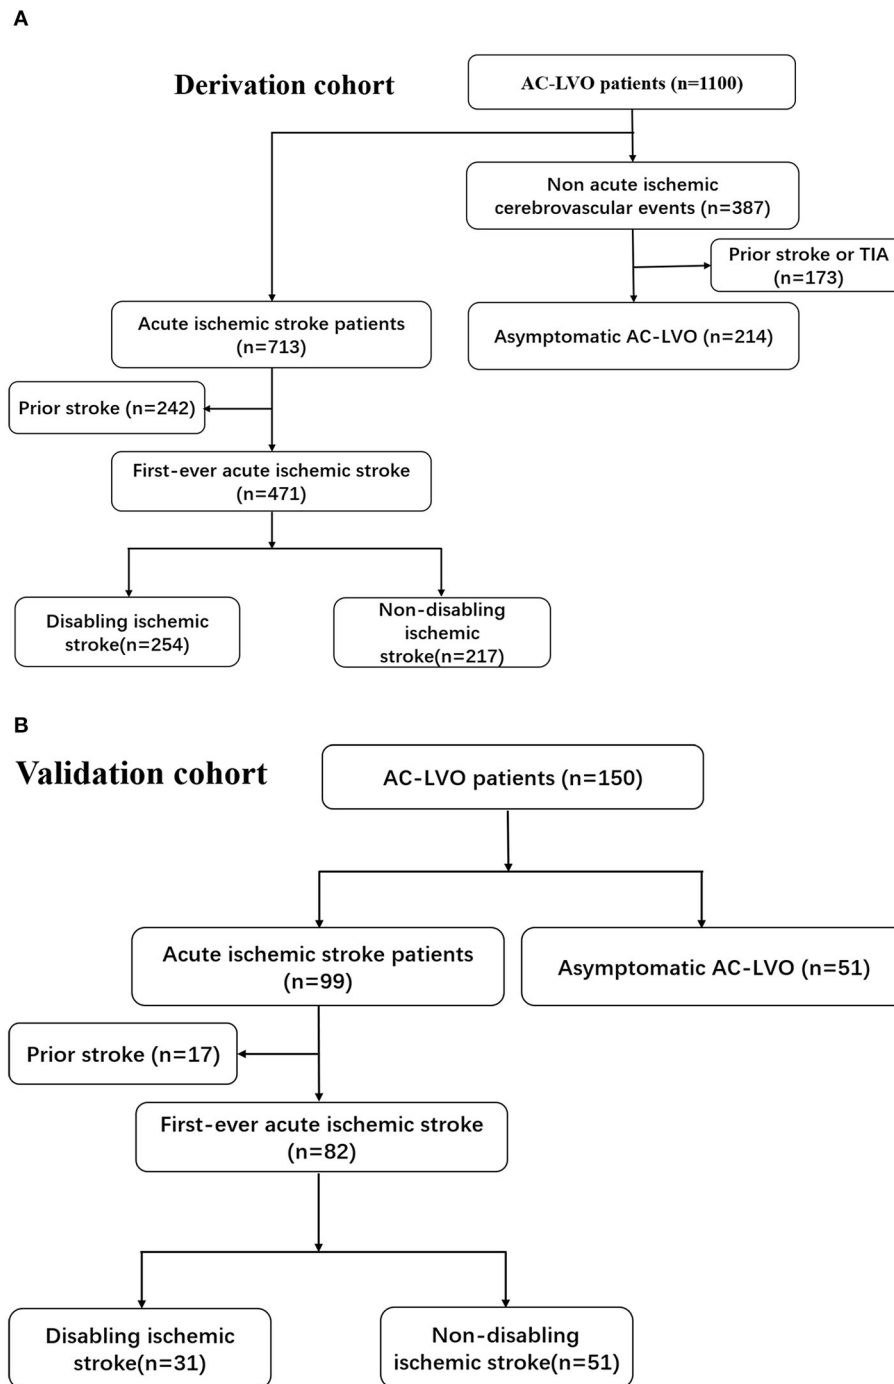 A
Derivation cohort
AC-LVO patients (n=1100)
Non acute ischemic
cerebrovascular events (n=387)
Prior stroke or TIA
(n=173)
Acute ischemic stroke patients
(n=713)
Asymptomatic AC-LVO (n=214)
Prior stroke (n=242)
First-ever acute ischemic stroke
(n=471)
Disabling ischemic
stroke(n=254)
Non-disabling
ischemic
stroke(n=217)
B
Validation cohort
AC-LVO patients (n=150)
Acute ischemic stroke patients
(n=99)
Asymptomatic AC-LVO (n=51)
Prior stroke (n=17)
First-ever acute ischemic stroke
(n=82)
Disabling ischemic
stroke(n=31)
Non-disabling
ischemic stroke(n=51)